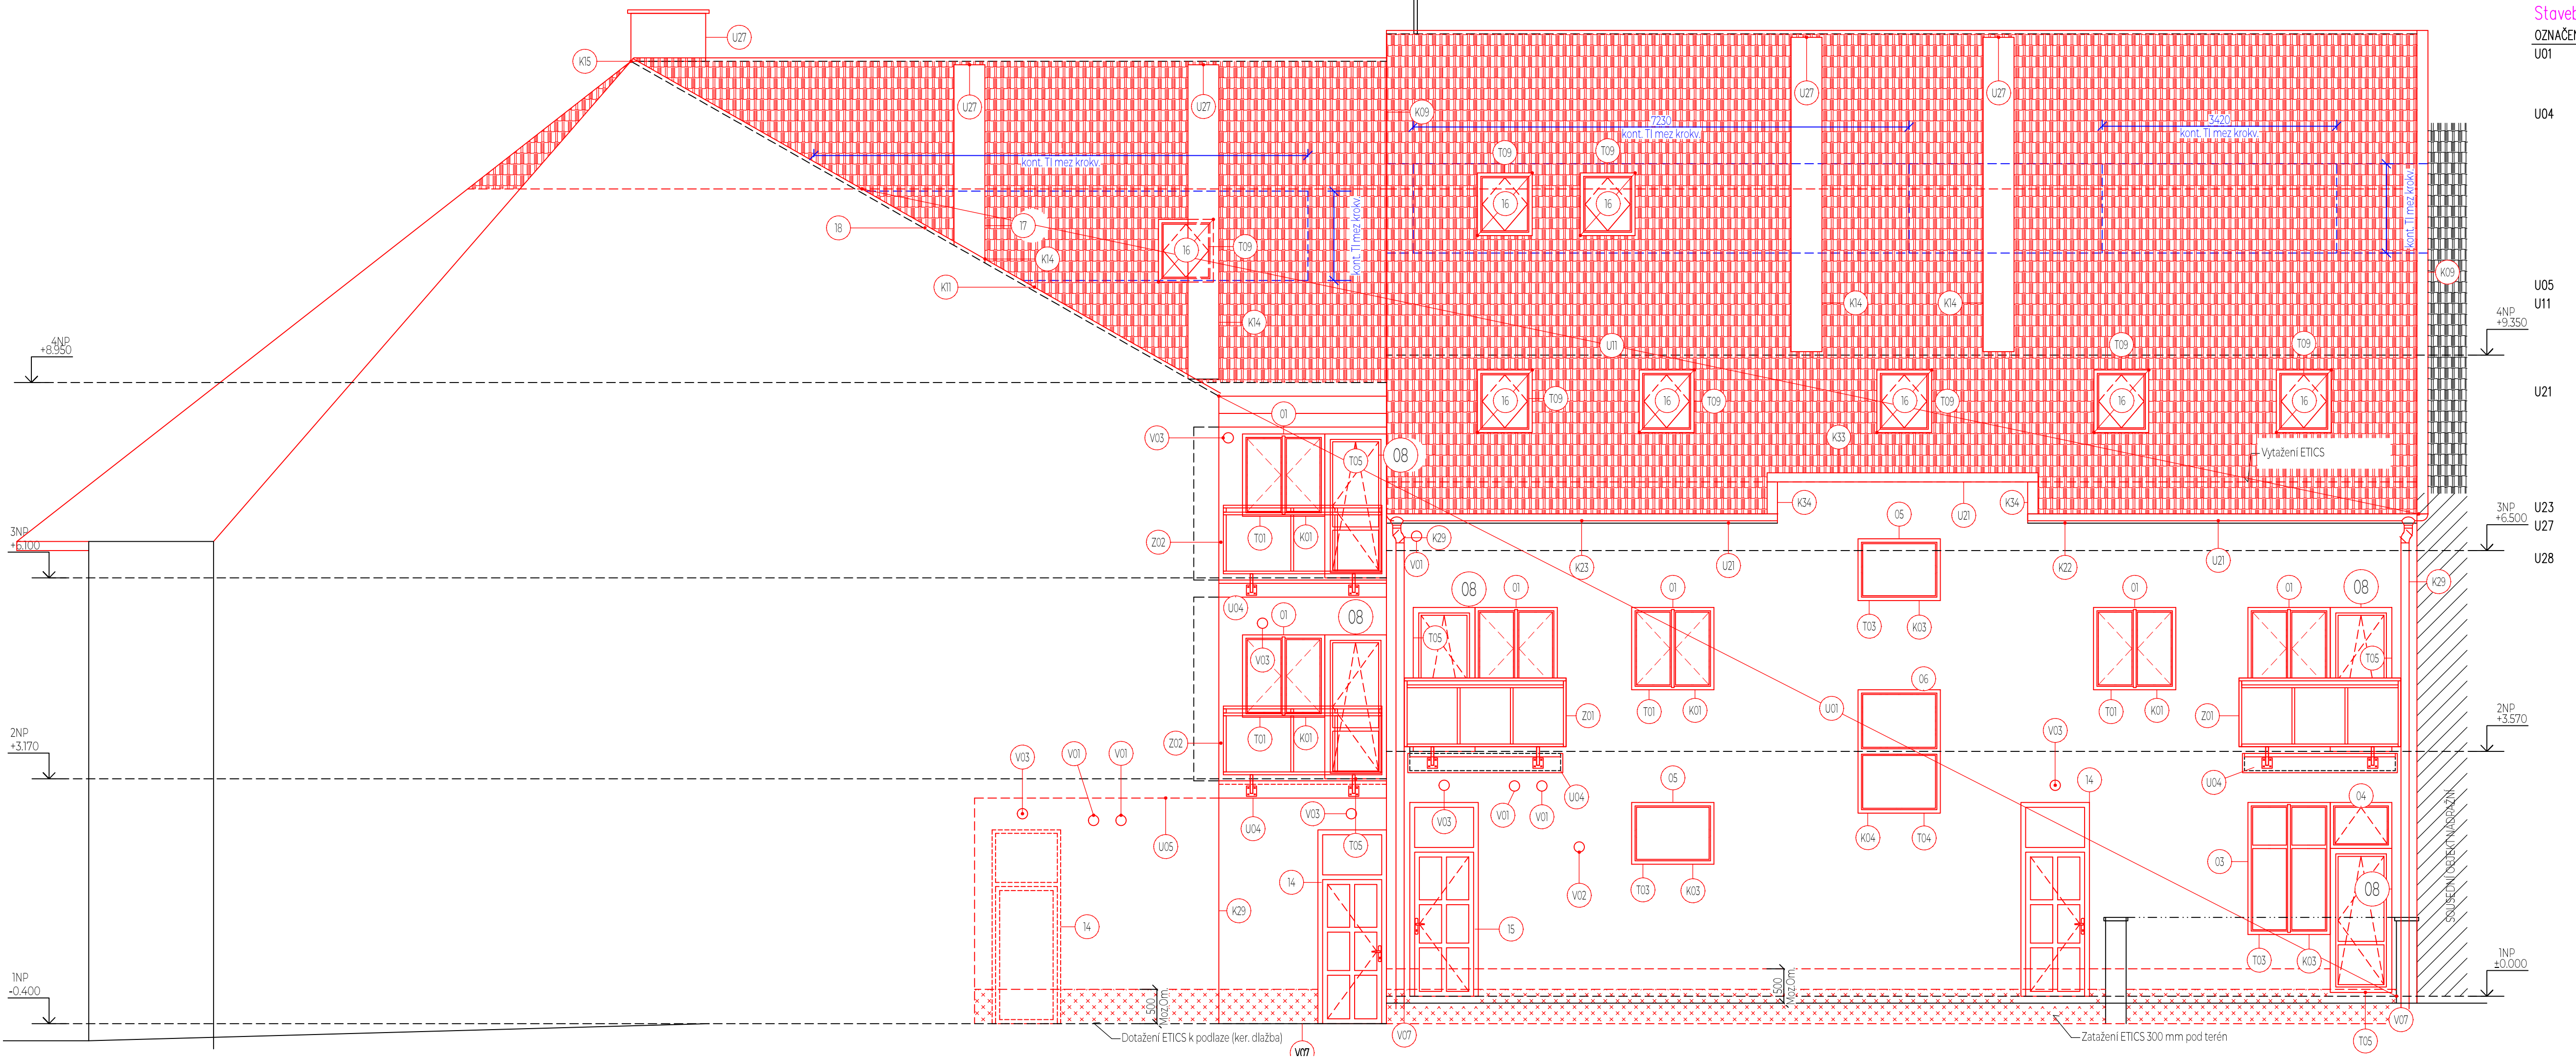 Staveb
OZNAČEN
U01
U04
U05
U11
U21
U23
U27
U28
U27
K15
U27
U27
U27
U27
K09
7230
kont. TI mez krokv.
3420
kont. TI mez krokv.
kont. TI mez krokv.
T09
T09
16
16
kont. TI mez krokv.
kont. TI mez krokv.
18
17
16
T09
K14
K11
K09
K14
K14
K14
4NP
+8.950
4NP
+9.350
U11
T09
T09
16
T09
16
T09
16
T09
16
16
01
V03
T05
08
K33
Vytažení ETICS
K34
U21
K34
05
3NP
+6.100
3NP
+6.500
Z02
T01
K01
K29
V01
K23
U21
K22
U21
K29
U04
01
08
08
01
01
01
01
08
V03
T05
T03
K03
T05
06
T01
K01
T01
K01
U01
T01
K01
Z02
Z01
Z01
2NP
+3.170
2NP
+3.570
V03
V01
V01
V03
14
U04
U04
V03
V01
V01
U04
05
04
V03
U05
T05
K04
T04
V02
03
T03
K03
14
08
K29
14
15
SOUSEDNÍ OBJEKT NÁDRAŽNÍ
T03
K03
1NP
-0.400
1NP
±0.000
500
Moz.Om.
500
Moz.Om.
Dotažení ETICS k podlaze (ker. dlažba)
V07
V07
Zatažení ETICS 300 mm pod terén
V07
T05